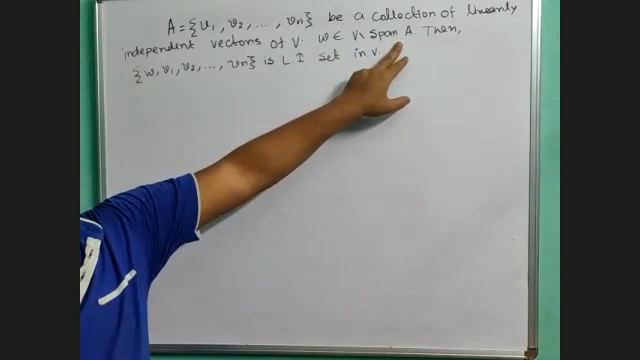 A = {v1, v2, ..., vn} be a collection of linearly
independent vectors of V. w ∈ V \ span A. Then,
{w, v1, v2, ..., vn} is L.I set in V.